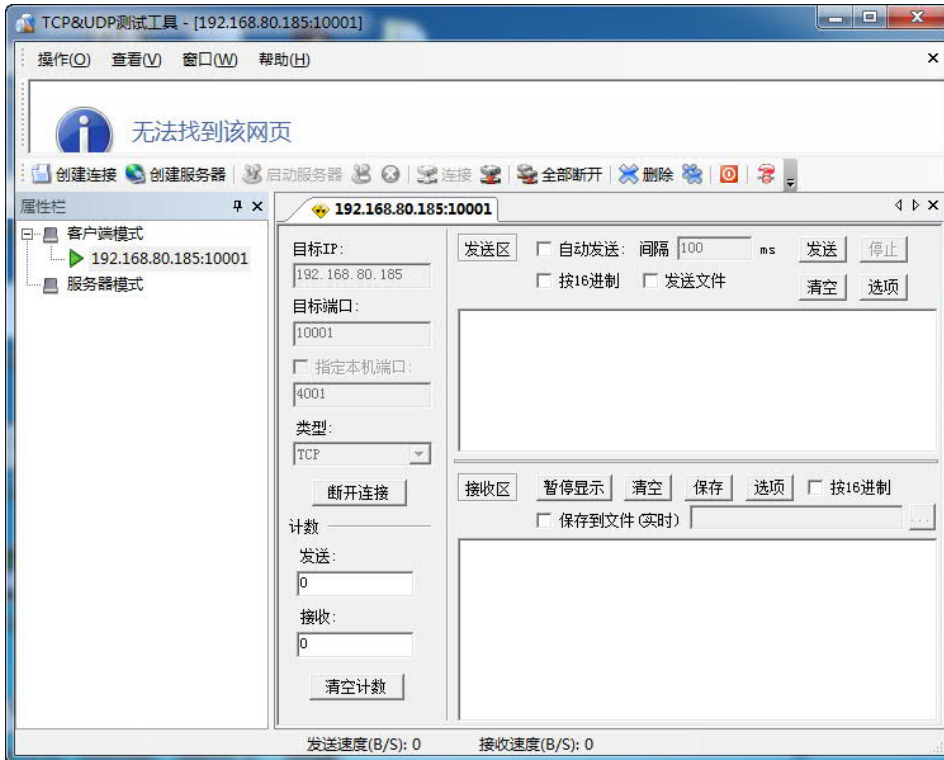 TCP&UDP测试工具 - [192.168.80.185:10001]
操作(O) 查看(V) 窗口(W) 帮助(H)
无法找到该网页
创建连接 创建服务器 启动服务器 连接 全部断开 删除
属性栏
客户端模式
192.168.80.185:10001
服务器模式
192.168.80.185:10001
目标IP:
192.168.80.185
目标端口:
10001
指定本机端口:
4001
类型:
TCP
断开连接
计数
发送:
0
接收:
0
清空计数
发送区 自动发送: 间隔 100 ms 发送 停止
按16进制 发送文件 清空 选项
接收区 暂停显示 清空 保存 选项 按16进制
保存到文件(实时) ...
发送速度(B/S): 0 接收速度(B/S): 0